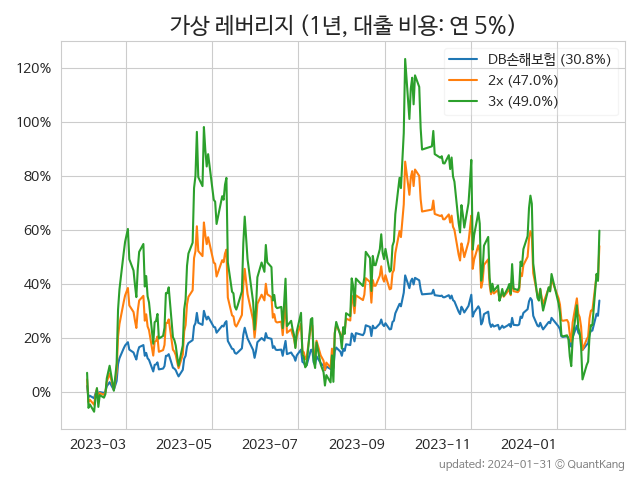 가상 레버리지 (1년, 대출 비용: 연 5%)
DB손해보험 (30.8%)
2x (47.0%)
3x (49.0%)
120%
100%
80%
60%
40%
20%
0%
2023-03 2023-05 2023-07 2023-09 2023-11 2024-01
updated: 2024-01-31 © QuantKang